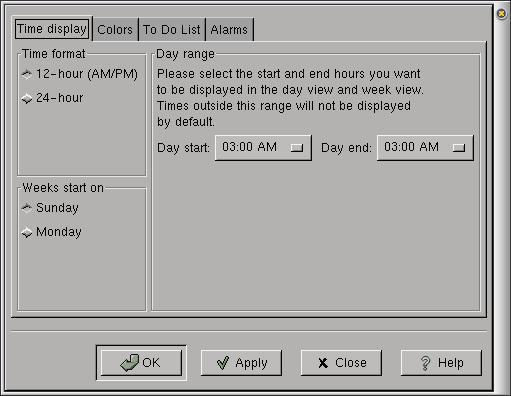 Time display Colors To Do List Alarms
Time format
12-hour (AM/PM)
24-hour
Weeks start on
Sunday
Monday
Day range
Please select the start and end hours you want
to be displayed in the day view and week view.
Times outside this range will not be displayed
by default.
Day start: 03:00 AM Day end: 03:00 AM
OK Apply Close Help